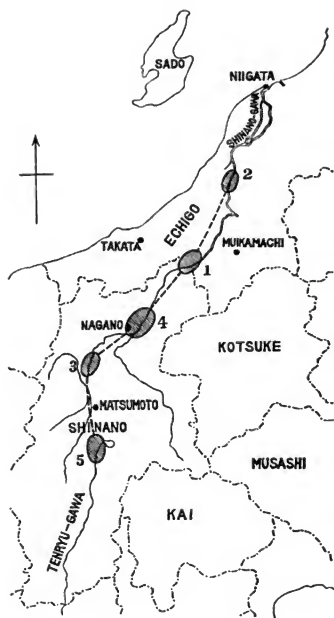 SADO
NIIGATA
SHINANO-GAWA
2
ECHIGO
TAKATA
MUIKAMACHI
1
NAGANO
4
KOTSUKE
3
MATSUMOTO
SHINANO
MUSASHI
5
KAI
TENRYU-GAWA